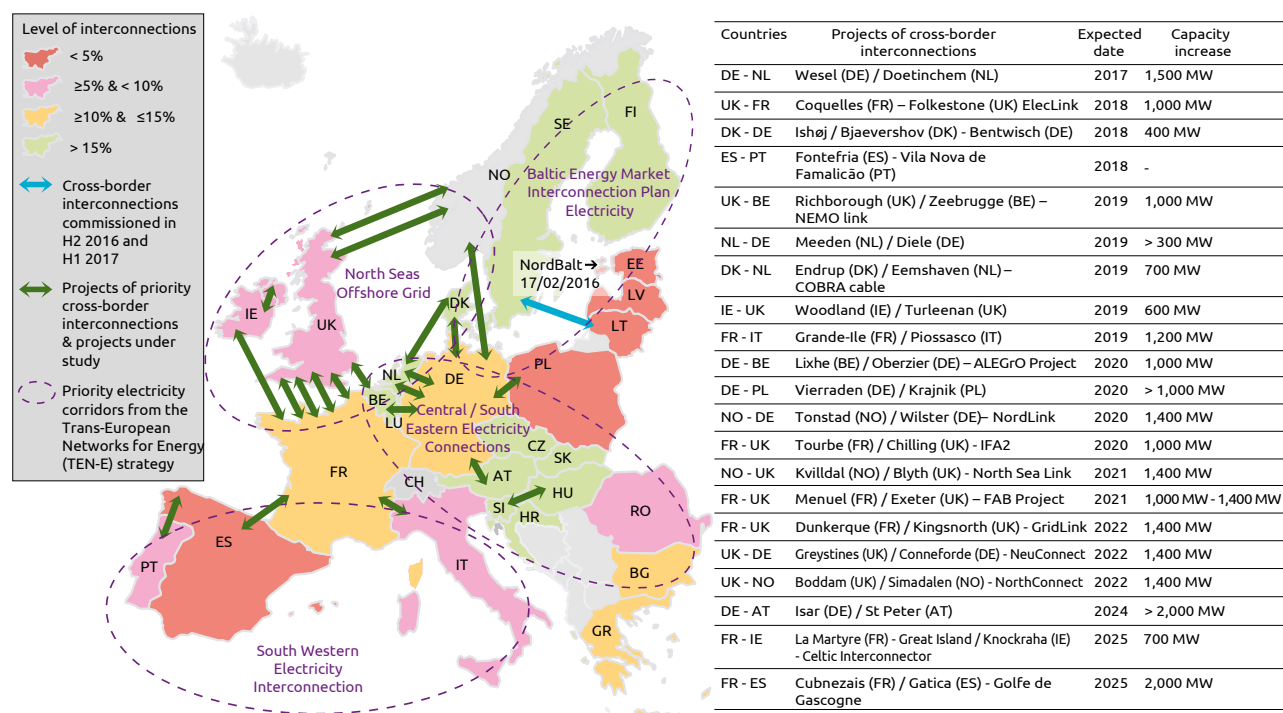 Level of interconnections
< 5%
≥5% & < 10%
≥10% & ≤15%
> 15%
Cross-border
interconnections
commissioned in
H2 2016 and
H1 2017
Projects of priority
cross-border
interconnections
& projects under
study
Priority electricity
corridors from the
Trans-European
Networks for Energy
(TEN-E) strategy
FI
SE
NO
Baltic Energy Market
Interconnection Plan
Electricity
NordBalt →
17/02/2016
EE
LV
LT
North Seas
Offshore Grid
DK
IE
UK
NL
DE
PL
BE
LU
Central / South
Eastern Electricity
Connections
CZ
SK
FR
CH
AT
HU
SI
HR
RO
ES
PT
IT
BG
GR
South Western
Electricity
Interconnection
Countries Projects of cross-border interconnections Expected date Capacity increase
DE - NL Wesel (DE) / Doetinchem (NL) 2017 1,500 MW
UK - FR Coquelles (FR) – Folkestone (UK) ElecLink 2018 1,000 MW
DK - DE Ishøj / Bjaevershov (DK) - Bentwisch (DE) 2018 400 MW
ES - PT Fontefria (ES) - Vila Nova de
Famalicão (PT) 2018 -
UK - BE Richborough (UK) / Zeebrugge (BE) – 2019 1,000 MW
NEMO link
NL - DE Meeden (NL) / Diele (DE) 2019 > 300 MW
DK - NL Endrup (DK) / Eemshaven (NL) – 2019 700 MW
COBRA cable
IE - UK Woodland (IE) / Turleenan (UK) 2019 600 MW
FR - IT Grande-Ile (FR) / Piossasco (IT) 2019 1,200 MW
DE - BE Lixhe (BE) / Oberzier (DE) – ALEGrO Project 2020 1,000 MW
DE - PL Vierraden (DE) / Krajnik (PL) 2020 > 1,000 MW
NO - DE Tonstad (NO) / Wilster (DE)– NordLink 2020 1,400 MW
FR - UK Tourbe (FR) / Chilling (UK) - IFA2 2020 1,000 MW
NO - UK Kvilldal (NO) / Blyth (UK) - North Sea Link 2021 1,400 MW
FR - UK Menuel (FR) / Exeter (UK) – FAB Project 2021 1,000 MW - 1,400 MW
FR - UK Dunkerque (FR) / Kingsnorth (UK) - GridLink 2022 1,400 MW
UK - DE Greystines (UK) / Conneforde (DE) - NeuConnect 2022 1,400 MW
UK - NO Boddam (UK) / Simadalen (NO) - NorthConnect 2022 1,400 MW
DE - AT Isar (DE) / St Peter (AT) 2024 > 2,000 MW
FR - IE La Martyre (FR) - Great Island / Knockraha (IE) 2025 700 MW
- Celtic Interconnector
FR - ES Cubnezais (FR) / Gatica (ES) - Golfe de 2025 2,000 MW
Gascogne